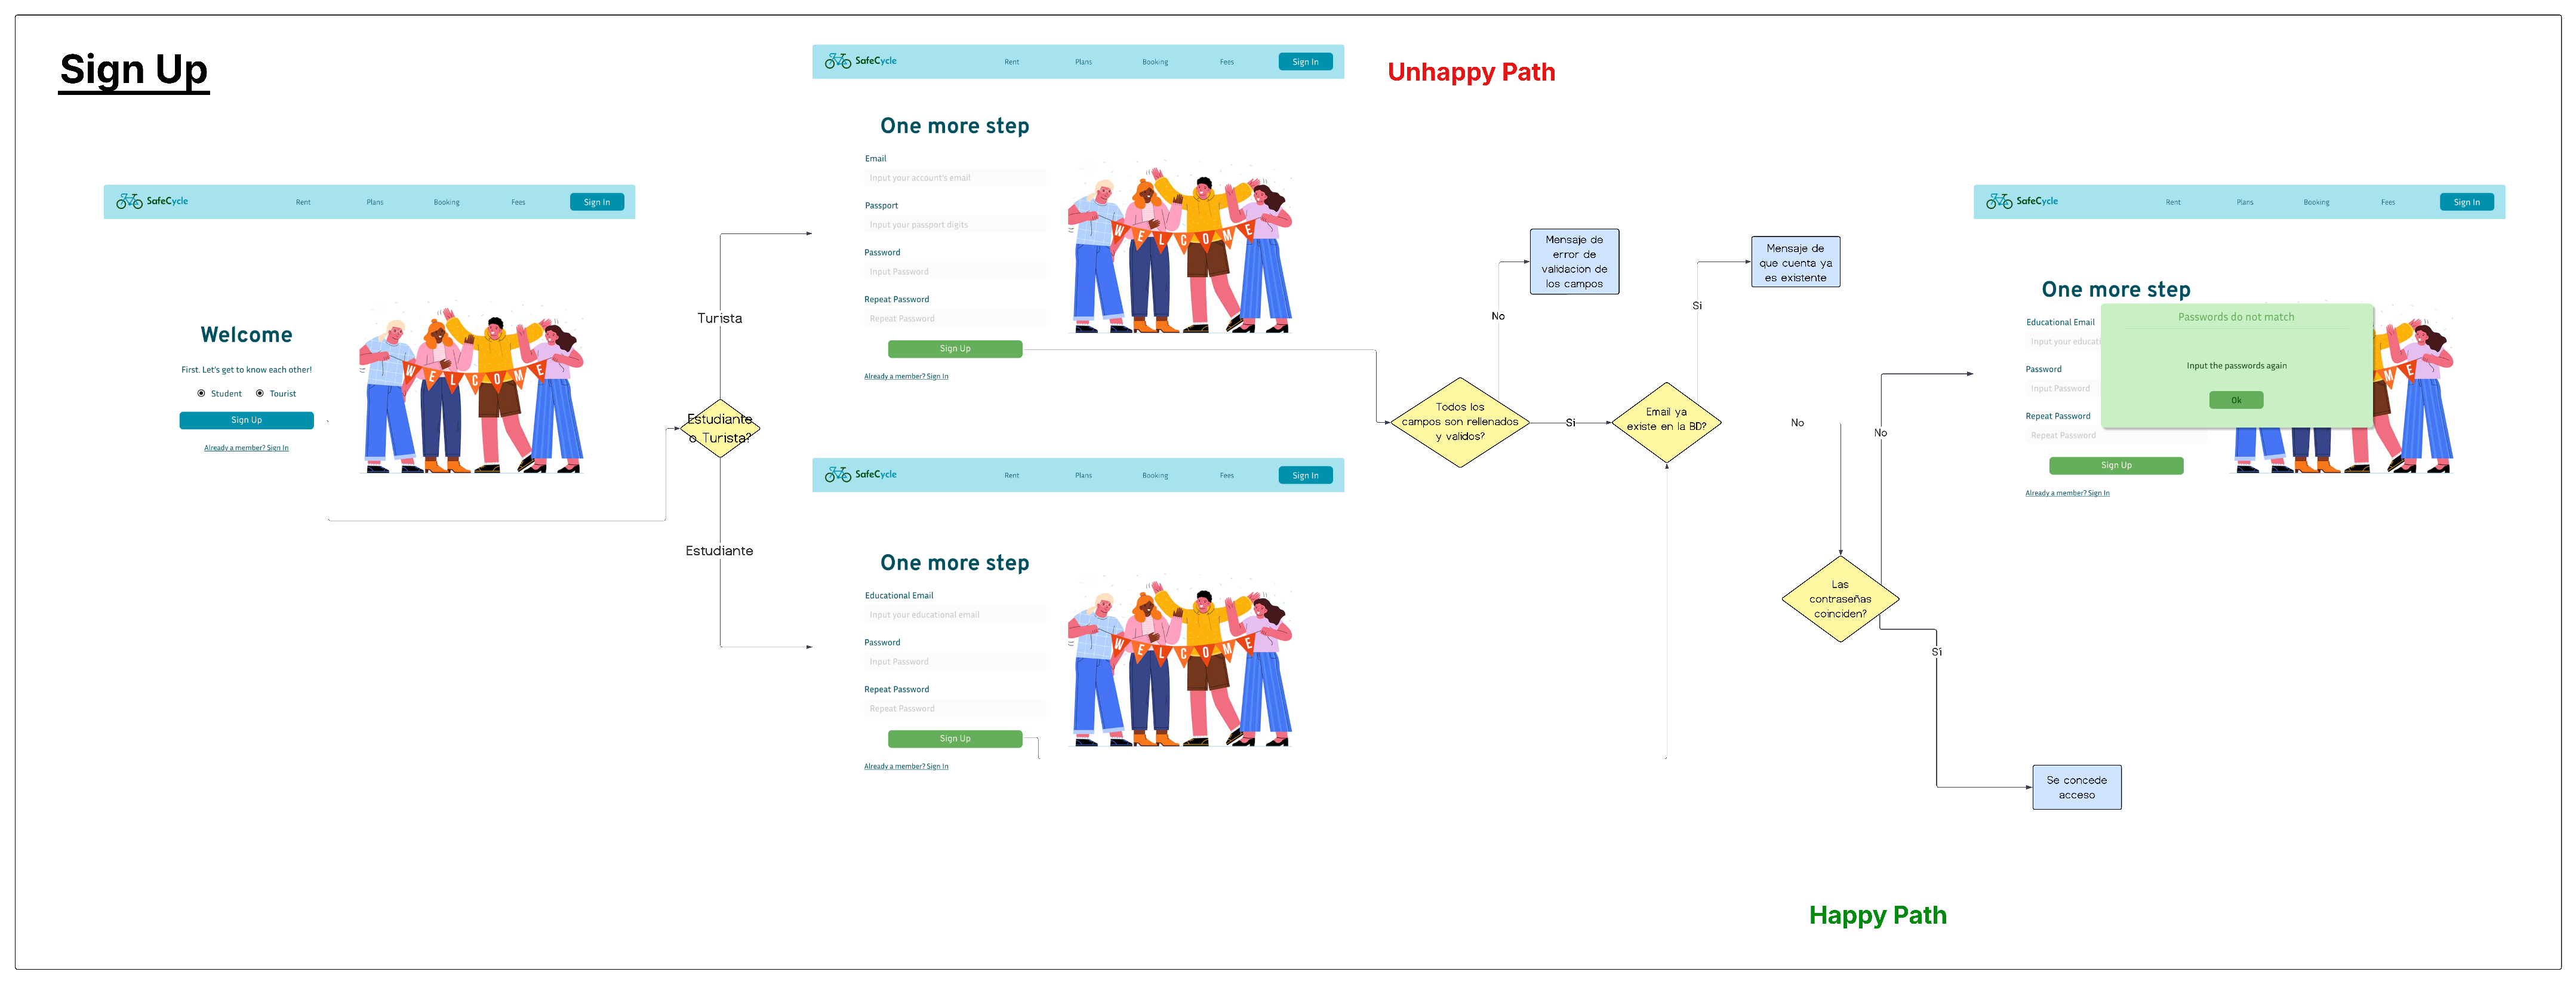 Sign Up
Unhappy Path
SafeCycle
Rent
Plans
Booking
Fees
Sign In
Welcome
First. Let's get to know each other!
Student
Tourist
Sign Up
Already a member? Sign In
WELCOME
Estudiante
o Turista?
Turista
Estudiante
SafeCycle
Rent
Plans
Booking
Fees
Sign In
One more step
Email
Input your account's email
Passport
Input your passport digits
Password
Input Password
Repeat Password
Repeat Password
Sign Up
Already a member? Sign In
WELCOME
SafeCycle
Rent
Plans
Booking
Fees
Sign In
One more step
Educational Email
Input your educational email
Password
Input Password
Repeat Password
Repeat Password
Sign Up
Already a member? Sign In
WELCOME
Todos los
campos son rellenados
y validos?
No
Mensaje de
error de
validacion de
los campos
Si
Email ya
existe en la BD?
Si
Mensaje de
que cuenta ya
es existente
No
Las
contraseñas
coinciden?
No
Si
SafeCycle
Rent
Plans
Booking
Fees
Sign In
One more step
Educational Email
Input your educati
Password
Input Password
Repeat Password
Repeat Password
Sign Up
Already a member? Sign In
Passwords do not match
Input the passwords again
Ok
ME
Se concede
acceso
Happy Path